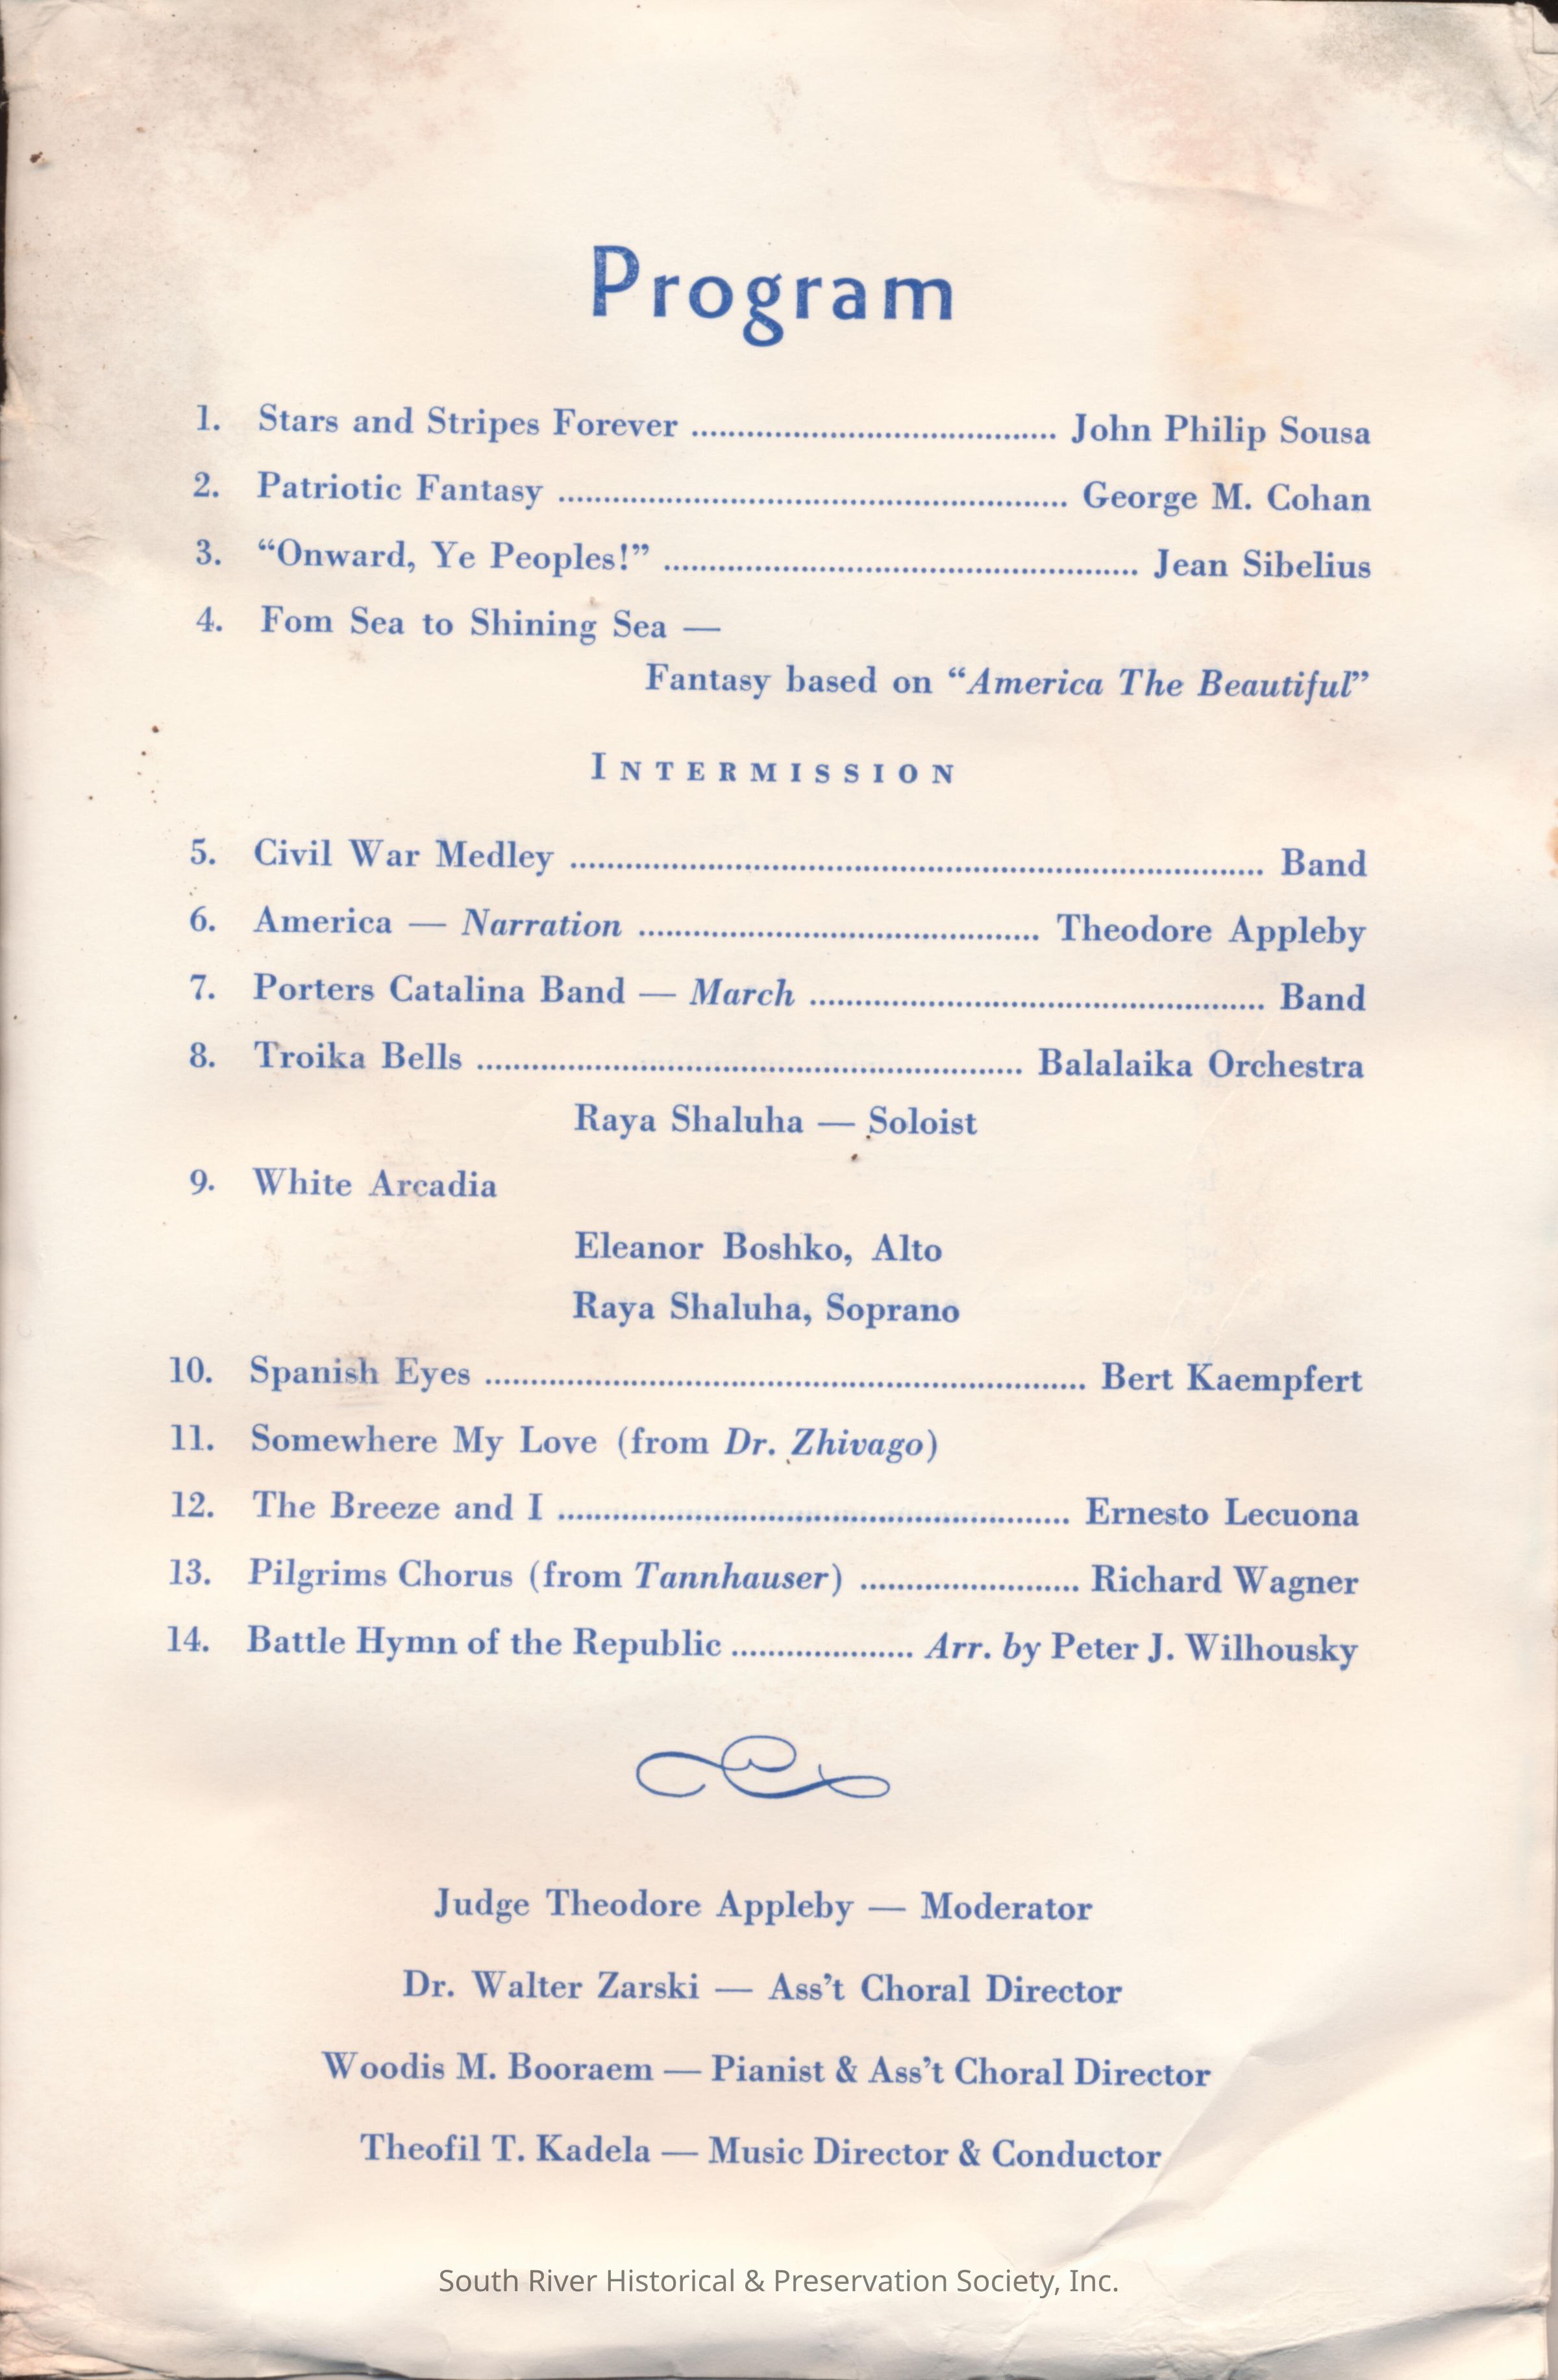 Program
1. Stars and Stripes Forever ........................................ John Philip Sousa
2. Patriotic Fantasy ........................................................ George M. Cohan
3. “Onward, Ye Peoples!” .................................................... Jean Sibelius
4. Fom Sea to Shining Sea —
Fantasy based on “America The Beautiful”
INTERMISSION
5. Civil War Medley ............................................................................ Band
6. America — Narration ............................................ Theodore Appleby
7. Porters Catalina Band — March .................................................. Band
8. Troika Bells ............................................................ Balalaika Orchestra
Raya Shaluha — Soloist
9. White Arcadia
Eleanor Boshko, Alto
Raya Shaluha, Soprano
10. Spanish Eyes .................................................................. Bert Kaempfert
11. Somewhere My Love (from Dr. Zhivago)
12. The Breeze and I ........................................................ Ernesto Lecuona
13. Pilgrims Chorus (from Tannhauser) ........................ Richard Wagner
14. Battle Hymn of the Republic .................... Arr. by Peter J. Wilhousky
Judge Theodore Appleby — Moderator
Dr. Walter Zarski — Ass’t Choral Director
Woodis M. Booraem — Pianist & Ass’t Choral Director
Theofil T. Kadela — Music Director & Conductor
South River Historical & Preservation Society, Inc.